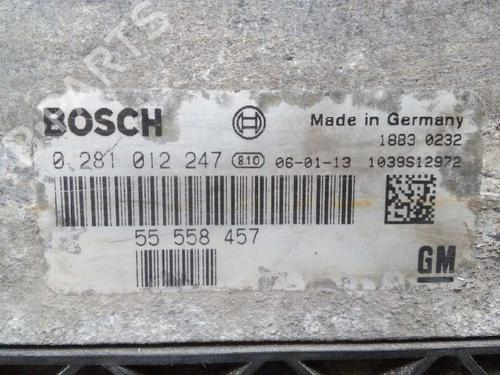 BOSCH
Made in Germany
1883 0232
0 281 012 247 810 06-01-13 1039S12972
55 558 457
GM